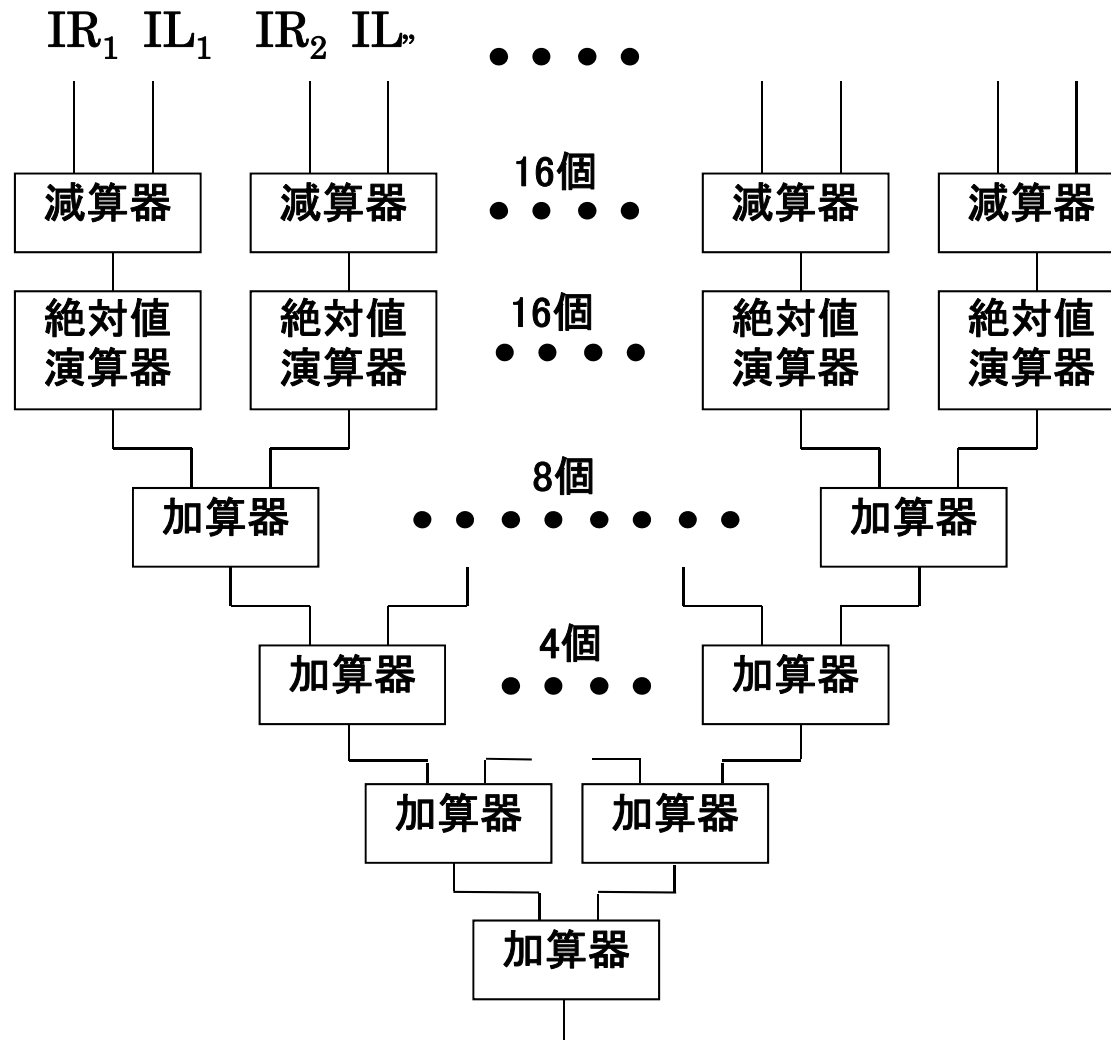 IR₁ IL₁ IR₂ IL„
● ● ● ●
16個
減算器 減算器 ● ● ● ● 減算器 減算器
16個
絶対値 絶対値 絶対値 絶対値
演算器 演算器 ● ● ● ● 演算器 演算器
8個
加算器 ● ● ● ● ● ● ● ● 加算器
4個
加算器 ● ● ● ● 加算器
加算器 加算器
加算器